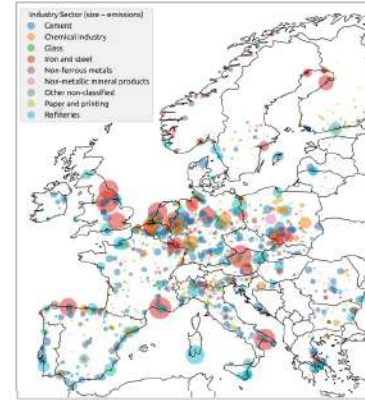 Industry Sector (size – emissions)
Cement
Chemical industry
Glass
Iron and steel
Non-ferrous metals
Non-metallic mineral products
Other non-classified
Paper and printing
Refineries